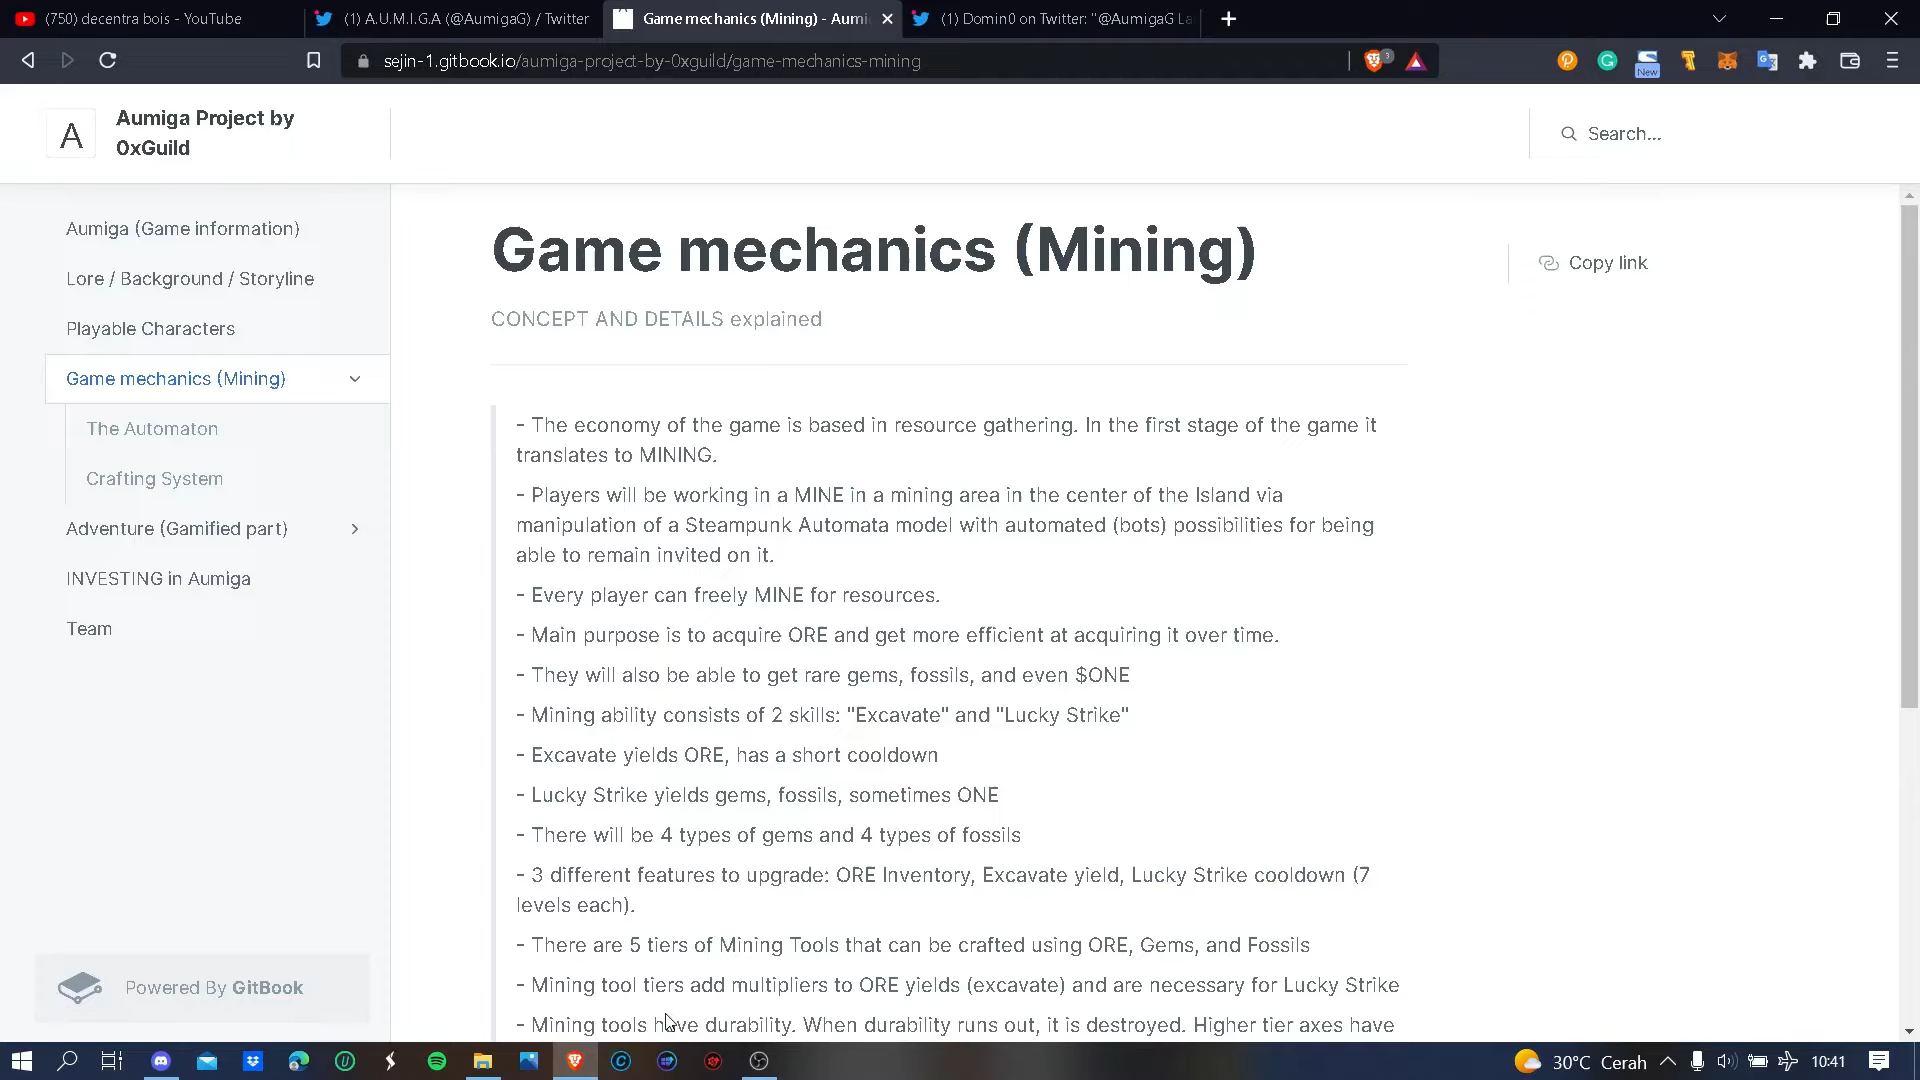 (750) decentra bois - YouTube
(1) A.U.M.I.G.A (@AumigaG) / Twitter
Game mechanics (Mining) - Aumi
(1) Domin0 on Twitter: "@AumigaG La
sejin-1.gitbook.io/aumiga-project-by-0xguild/game-mechanics-mining
3
New
A
Aumiga Project by
0xGuild
Search...
Aumiga (Game information)
Lore / Background / Storyline
Playable Characters
Game mechanics (Mining)
The Automaton
Crafting System
Adventure (Gamified part)
INVESTING in Aumiga
Team
Powered By GitBook
Game mechanics (Mining)
CONCEPT AND DETAILS explained
Copy link
- The economy of the game is based in resource gathering. In the first stage of the game it
translates to MINING.
- Players will be working in a MINE in a mining area in the center of the Island via
manipulation of a Steampunk Automata model with automated (bots) possibilities for being
able to remain invited on it.
- Every player can freely MINE for resources.
- Main purpose is to acquire ORE and get more efficient at acquiring it over time.
- They will also be able to get rare gems, fossils, and even $ONE
- Mining ability consists of 2 skills: "Excavate" and "Lucky Strike"
- Excavate yields ORE, has a short cooldown
- Lucky Strike yields gems, fossils, sometimes ONE
- There will be 4 types of gems and 4 types of fossils
- 3 different features to upgrade: ORE Inventory, Excavate yield, Lucky Strike cooldown (7
levels each).
- There are 5 tiers of Mining Tools that can be crafted using ORE, Gems, and Fossils
- Mining tool tiers add multipliers to ORE yields (excavate) and are necessary for Lucky Strike
- Mining tools have durability. When durability runs out, it is destroyed. Higher tier axes have
30°C Cerah
10:41